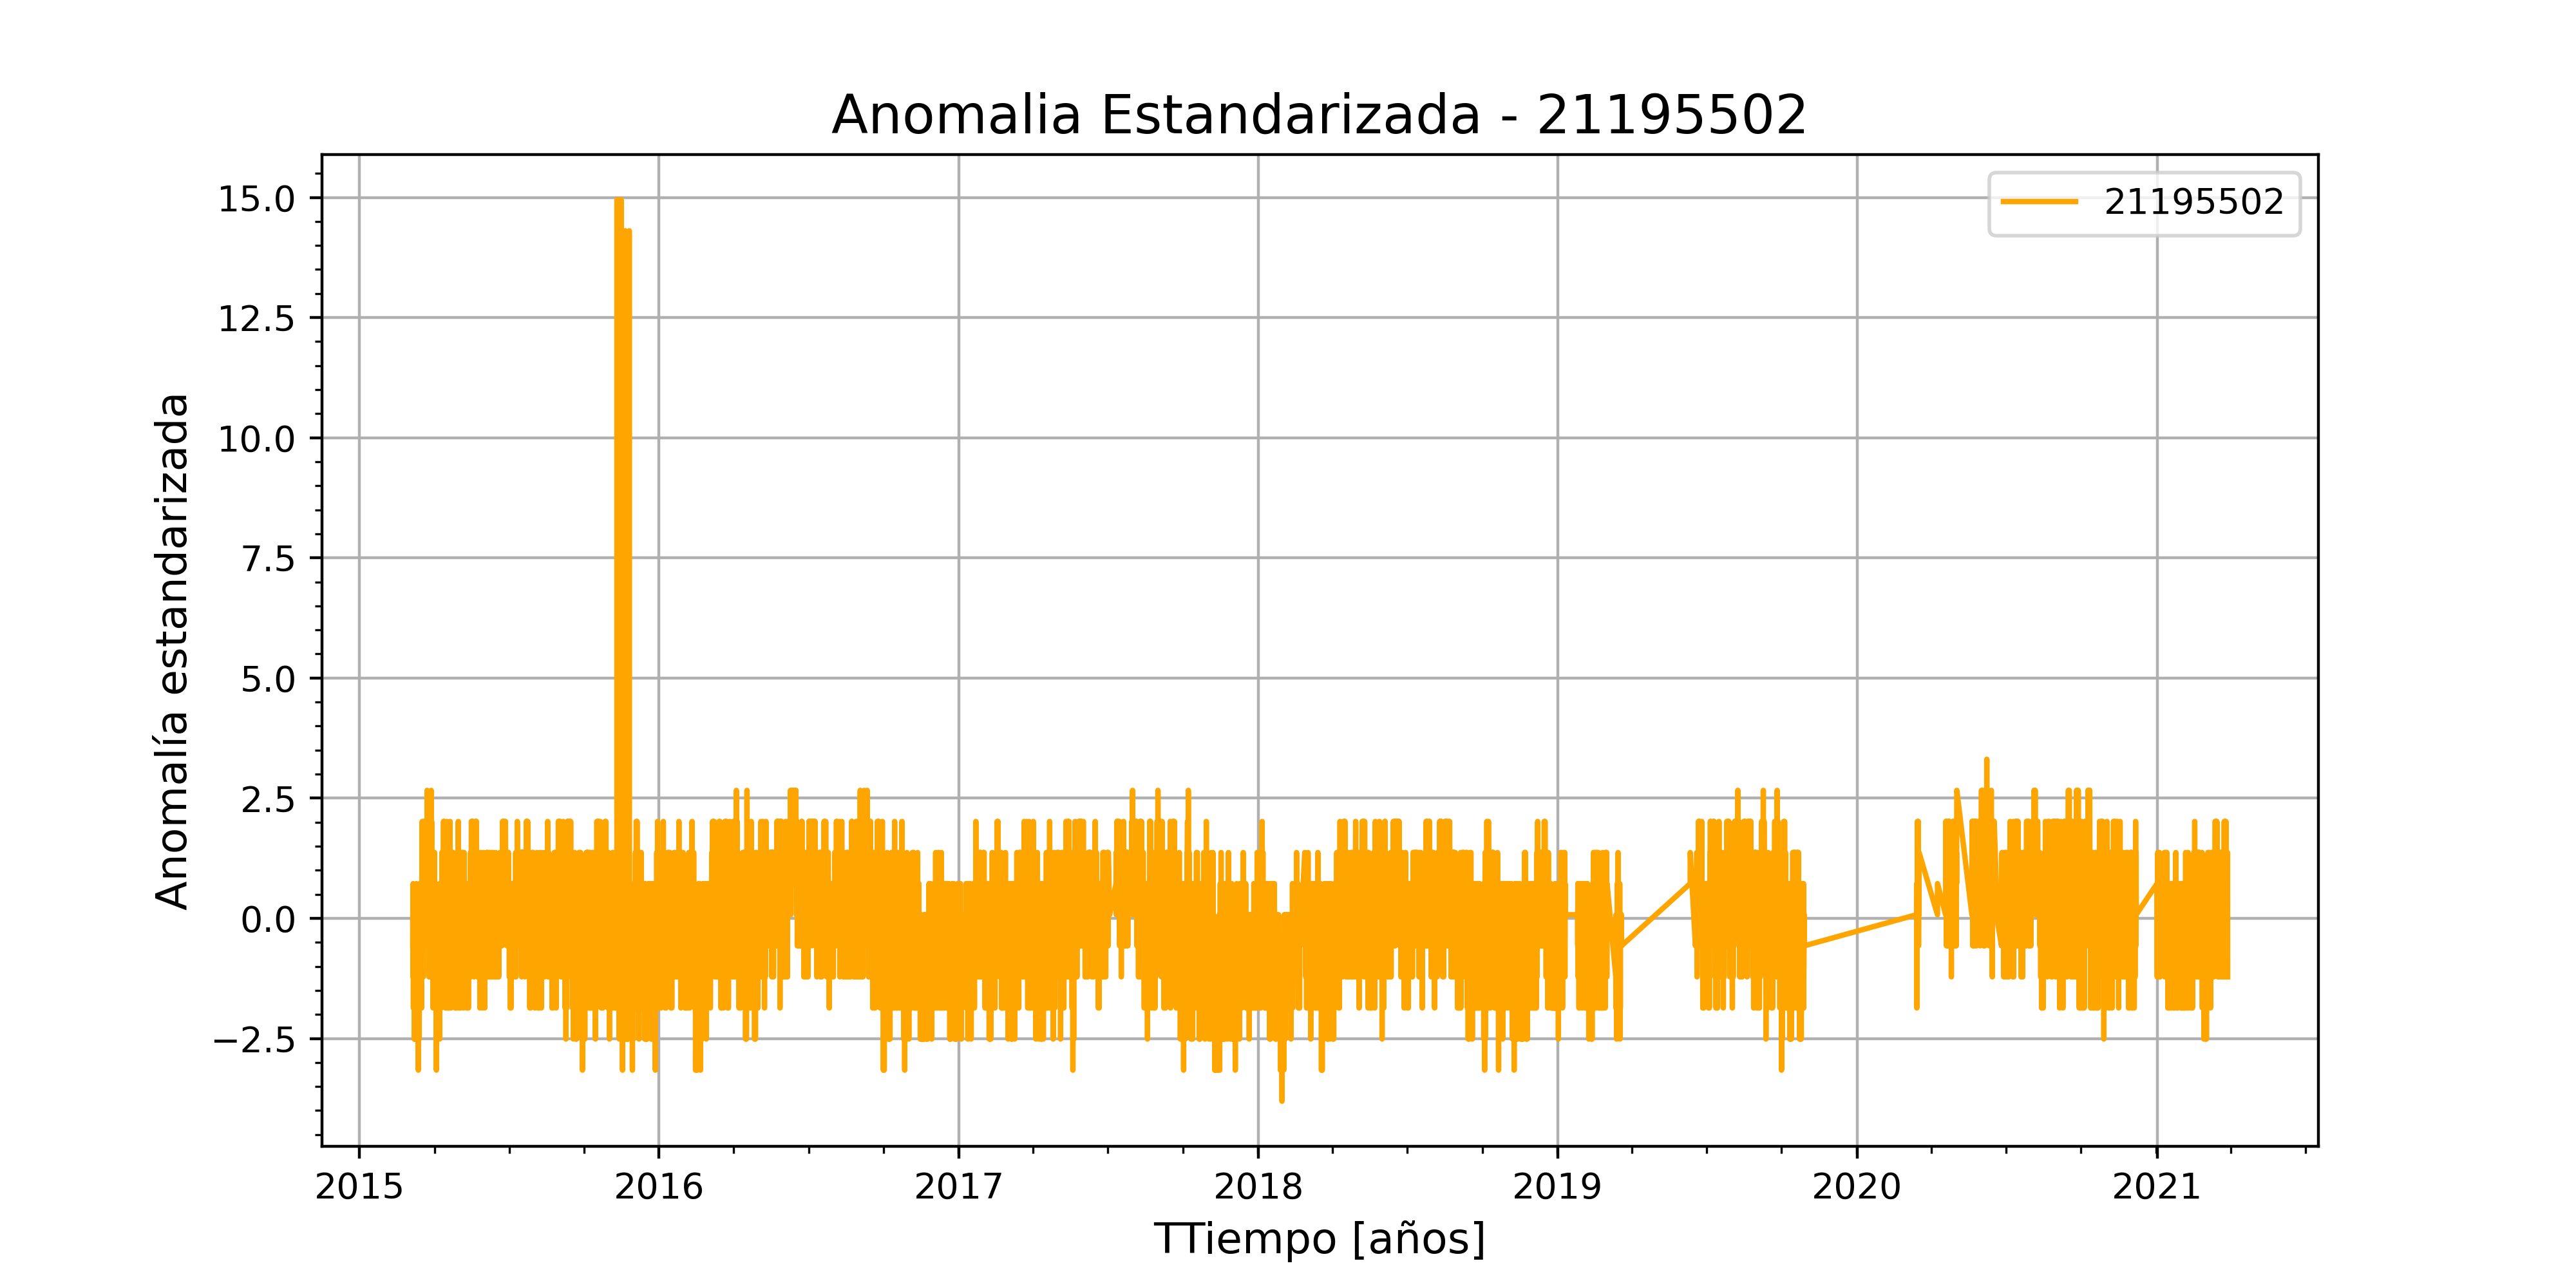 Anomalia Estandarizada - 21195502
21195502
Anomalía estandarizada
15.0
12.5
10.0
7.5
5.0
2.5
0.0
−2.5
2015 2016 2017 2018 2019 2020 2021
TTiempo [años]